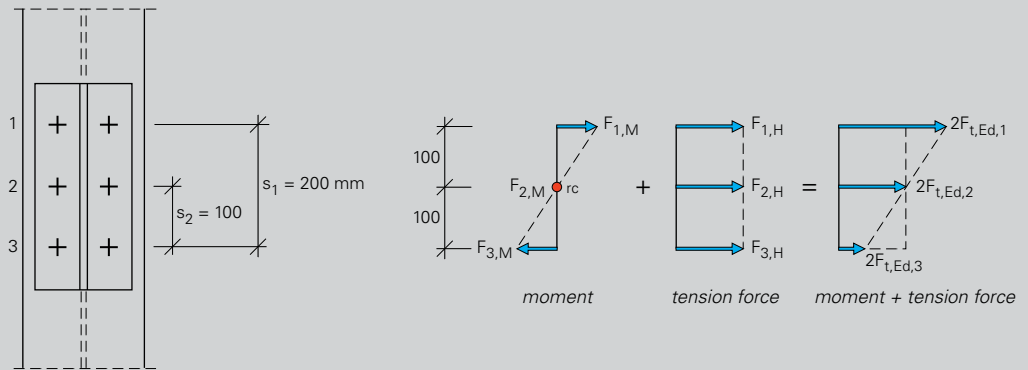 1
2
3
s₂ = 100
s₁ = 200 mm
100
100
F₁,M
F₂,M rc
F₃,M
+
F₁,H
F₂,H
F₃,H
=
2Fₜ,Ed,1
2Fₜ,Ed,2
2Fₜ,Ed,3
moment
tension force
moment + tension force